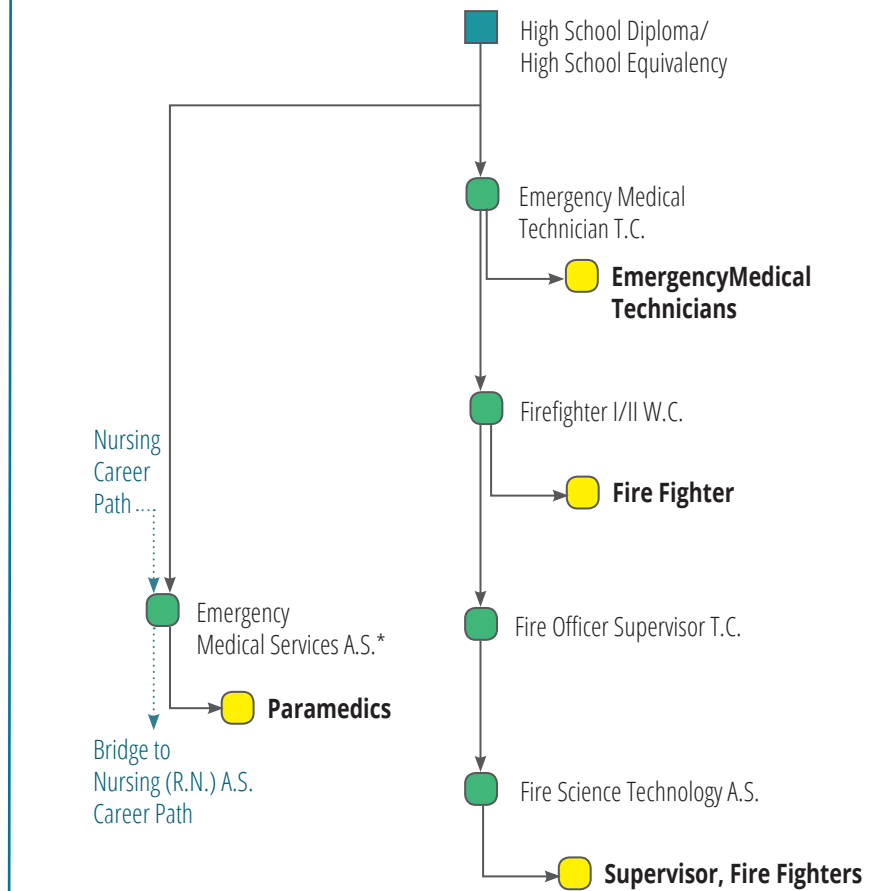 High School Diploma/
High School Equivalency
Emergency Medical
Technician T.C.
EmergencyMedical
Technicians
Firefighter I/II W.C.
Nursing
Career
Path
Fire Fighter
Emergency
Medical Services A.S.*
Fire Officer Supervisor T.C.
Paramedics
Bridge to
Nursing (R.N.) A.S.
Career Path
Fire Science Technology A.S.
Supervisor, Fire Fighters